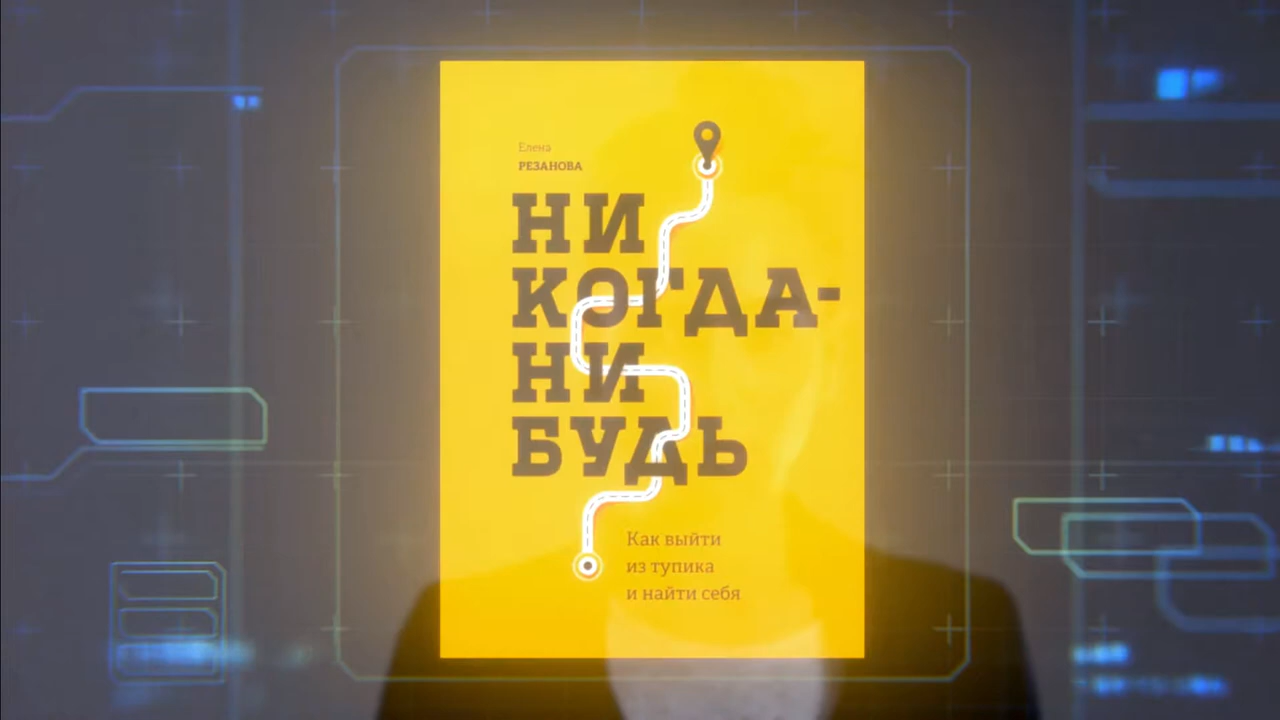 Елена
РЕЗАНОВА
НИ
КОГДА-
НИ
БУДЬ
Как выйти
из тупика
и найти себя